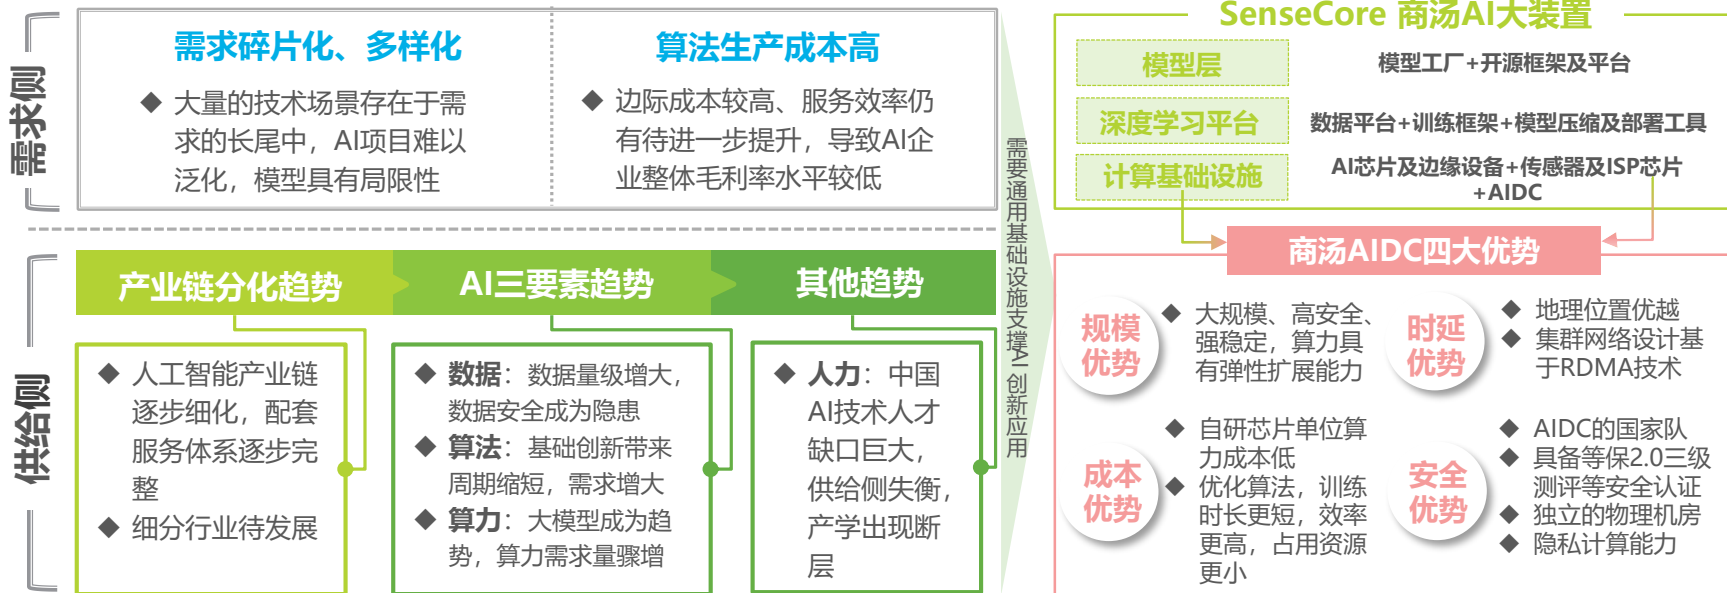 需求侧
需求碎片化、多样化
◆ 大量的技术场景存在于需
求的长尾中，AI项目难以
泛化，模型具有局限性
算法生产成本高
◆ 边际成本较高、服务效率仍
有待进一步提升，导致AI企
业整体毛利率水平较低
供给侧
产业链分化趋势
◆ 人工智能产业链
逐步细化，配套
服务体系逐步完
整
◆ 细分行业待发展
AI三要素趋势
◆ 数据：数据量级增大，
数据安全成为隐患
◆ 算法：基础创新带来
周期缩短，需求增大
◆ 算力：大模型成为趋
势，算力需求量骤增
其他趋势
◆ 人力：中国
AI技术人才
缺口巨大，
供给侧失衡，
产学出现断
层
需要通用基础设施支撑AI创新应用
SenseCore 商汤AI大装置
模型层
模型工厂+开源框架及平台
深度学习平台
数据平台+训练框架+模型压缩及部署工具
计算基础设施
AI芯片及边缘设备+传感器及ISP芯片
+AIDC
商汤AIDC四大优势
规模
优势
◆ 大规模、高安全、
强稳定，算力具
有弹性扩展能力
时延
优势
◆ 地理位置优越
◆ 集群网络设计基
于RDMA技术
成本
优势
◆ 自研芯片单位算
力成本低
◆ 优化算法，训练
时长更短，效率
更高，占用资源
更小
安全
优势
◆ AIDC的国家队
◆ 具备等保2.0三级
测评等安全认证
◆ 独立的物理机房
◆ 隐私计算能力